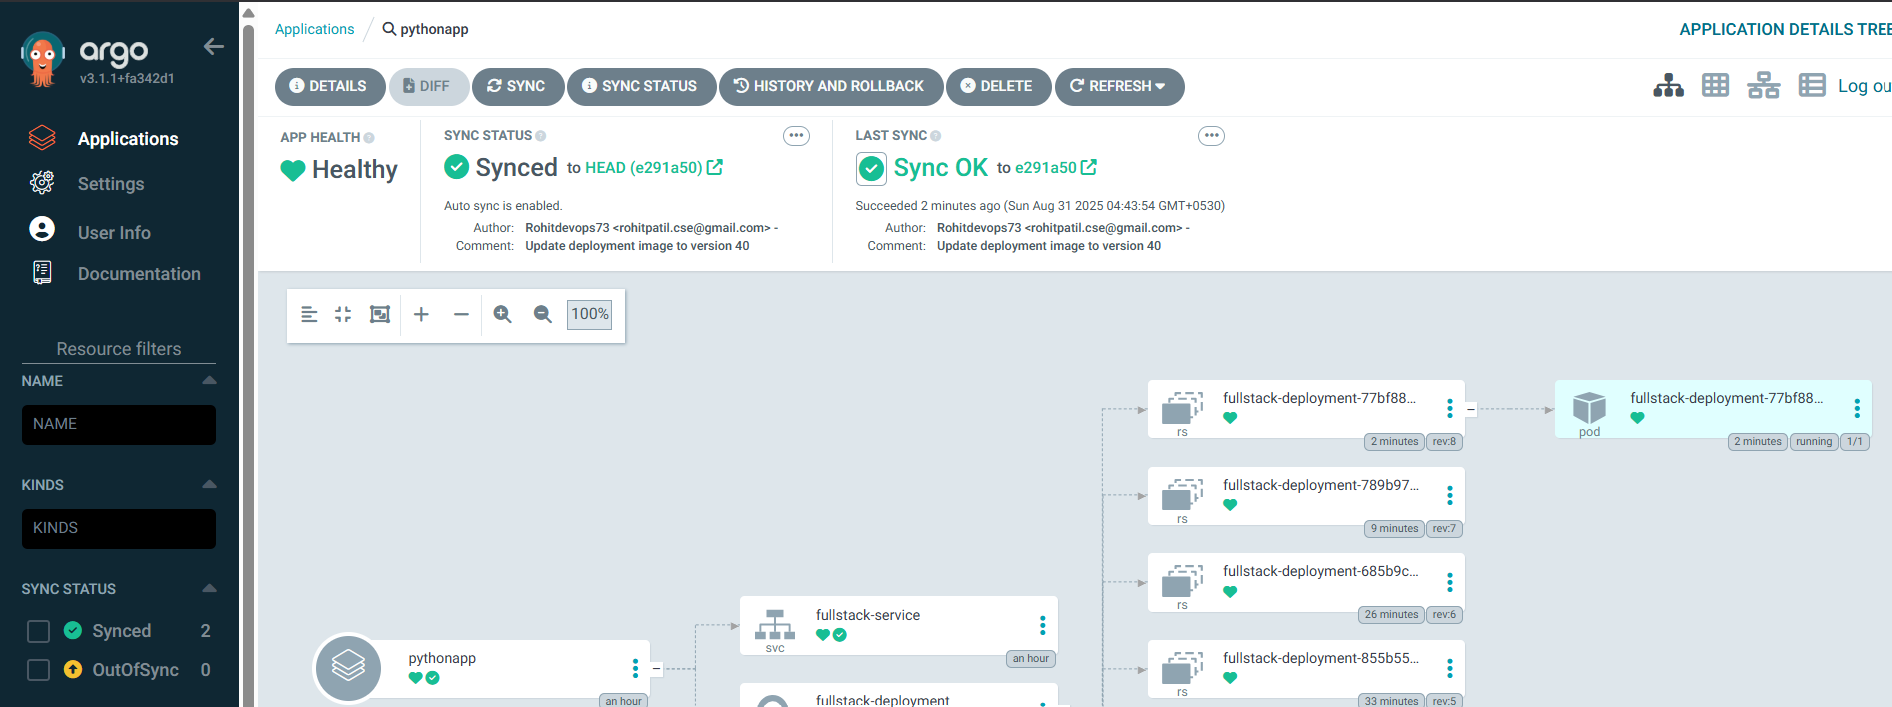 argo
v3.1.1+fa342d1
Applications
Settings
User Info
Documentation
Resource filters
NAME
NAME
KINDS
KINDS
SYNC STATUS
Synced 2
OutOfSync 0
Applications / pythonapp
APPLICATION DETAILS TREE
DETAILS
DIFF
SYNC
SYNC STATUS
HISTORY AND ROLLBACK
DELETE
REFRESH
Log ou
APP HEALTH
Healthy
SYNC STATUS
Synced to HEAD (e291a50)
Auto sync is enabled.
Author: Rohitdevops73 <rohitpatil.cse@gmail.com> -
Comment: Update deployment image to version 40
LAST SYNC
Sync OK to e291a50
Succeeded 2 minutes ago (Sun Aug 31 2025 04:43:54 GMT+0530)
Author: Rohitdevops73 <rohitpatil.cse@gmail.com> -
Comment: Update deployment image to version 40
100%
pythonapp
an hour
fullstack-service
svc
an hour
fullstack-deployment
fullstack-deployment-77bf88...
rs
2 minutes rev:8
fullstack-deployment-789b97...
rs
9 minutes rev:7
fullstack-deployment-685b9c...
rs
26 minutes rev:6
fullstack-deployment-855b55...
rs
33 minutes rev:5
fullstack-deployment-77bf88...
pod
2 minutes running 1/1